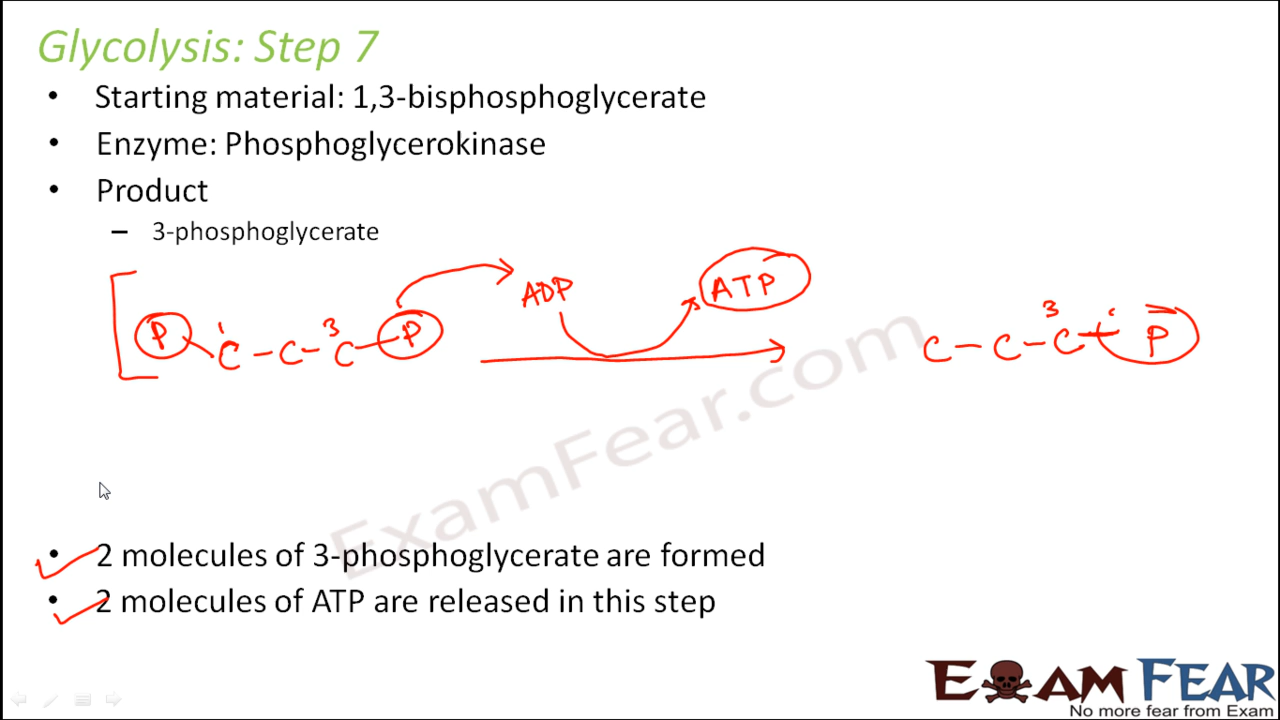 Glycolysis: Step 7
• Starting material: 1,3-bisphosphoglycerate
• Enzyme: Phosphoglycerokinase
• Product
– 3-phosphoglycerate
ADP ATP
P 1 C - C - 3 C - P
C - C - 3 C - P
ExamFear.com
• 2 molecules of 3-phosphoglycerate are formed
• 2 molecules of ATP are released in this step
EXAM FEAR
No more fear from Exam